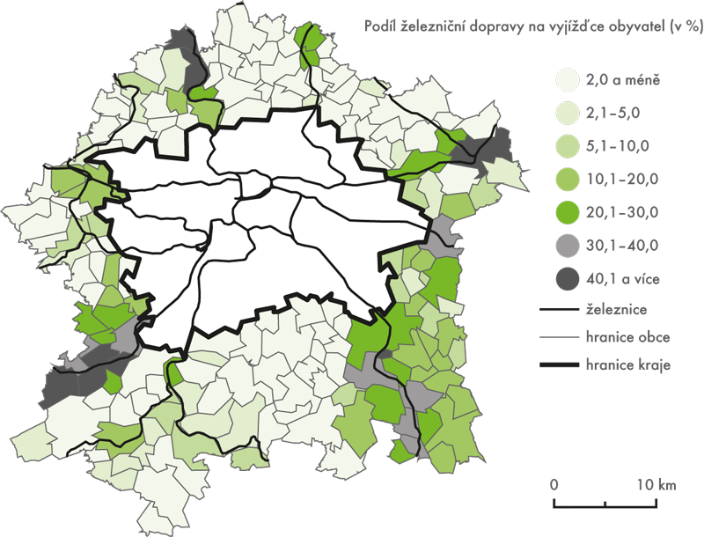 Podíl železniční dopravy na vyjížďce obyvatel (v %)
2,0 a méně
2,1–5,0
5,1–10,0
10,1–20,0
20,1–30,0
30,1–40,0
40,1 a více
železnice
hranice obce
hranice kraje
0 10 km